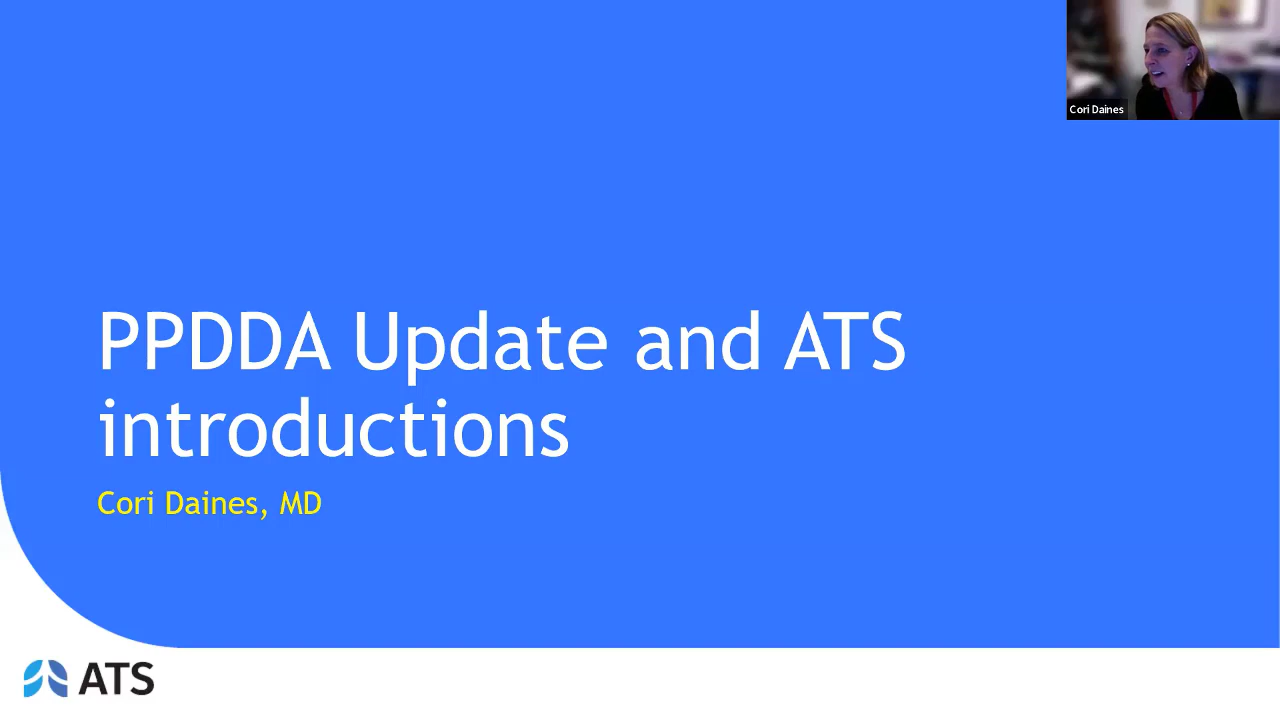 Cori Daines
PPDDA Update and ATS
introductions
Cori Daines, MD
ATS